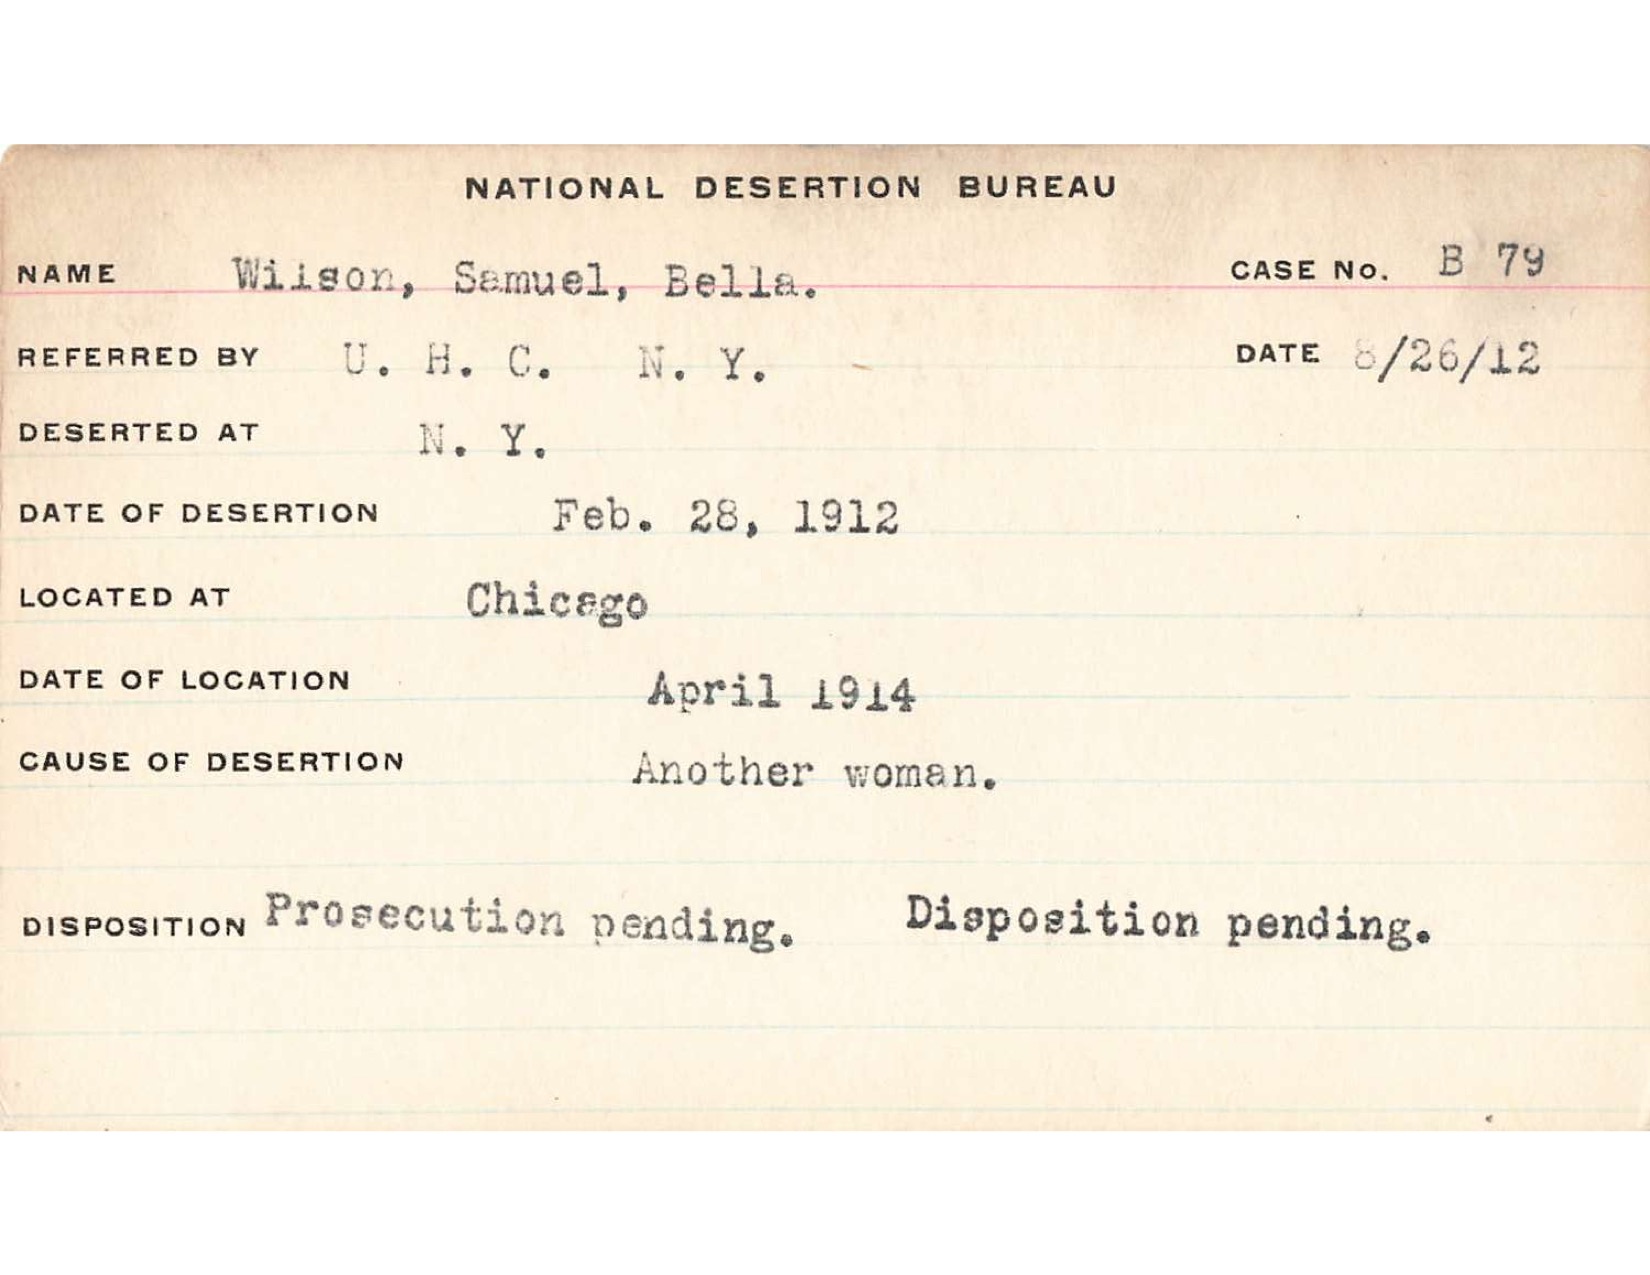 NATIONAL DESERTION BUREAU
NAME Wilson, Samuel, Bella. CASE No. B 79
REFERRED BY U. H. C. N. Y. DATE 8/26/12
DESERTED AT N. Y.
DATE OF DESERTION Feb. 28, 1912
LOCATED AT Chicago
DATE OF LOCATION April 1914
CAUSE OF DESERTION Another woman.
DISPOSITION Prosecution pending. Disposition pending.